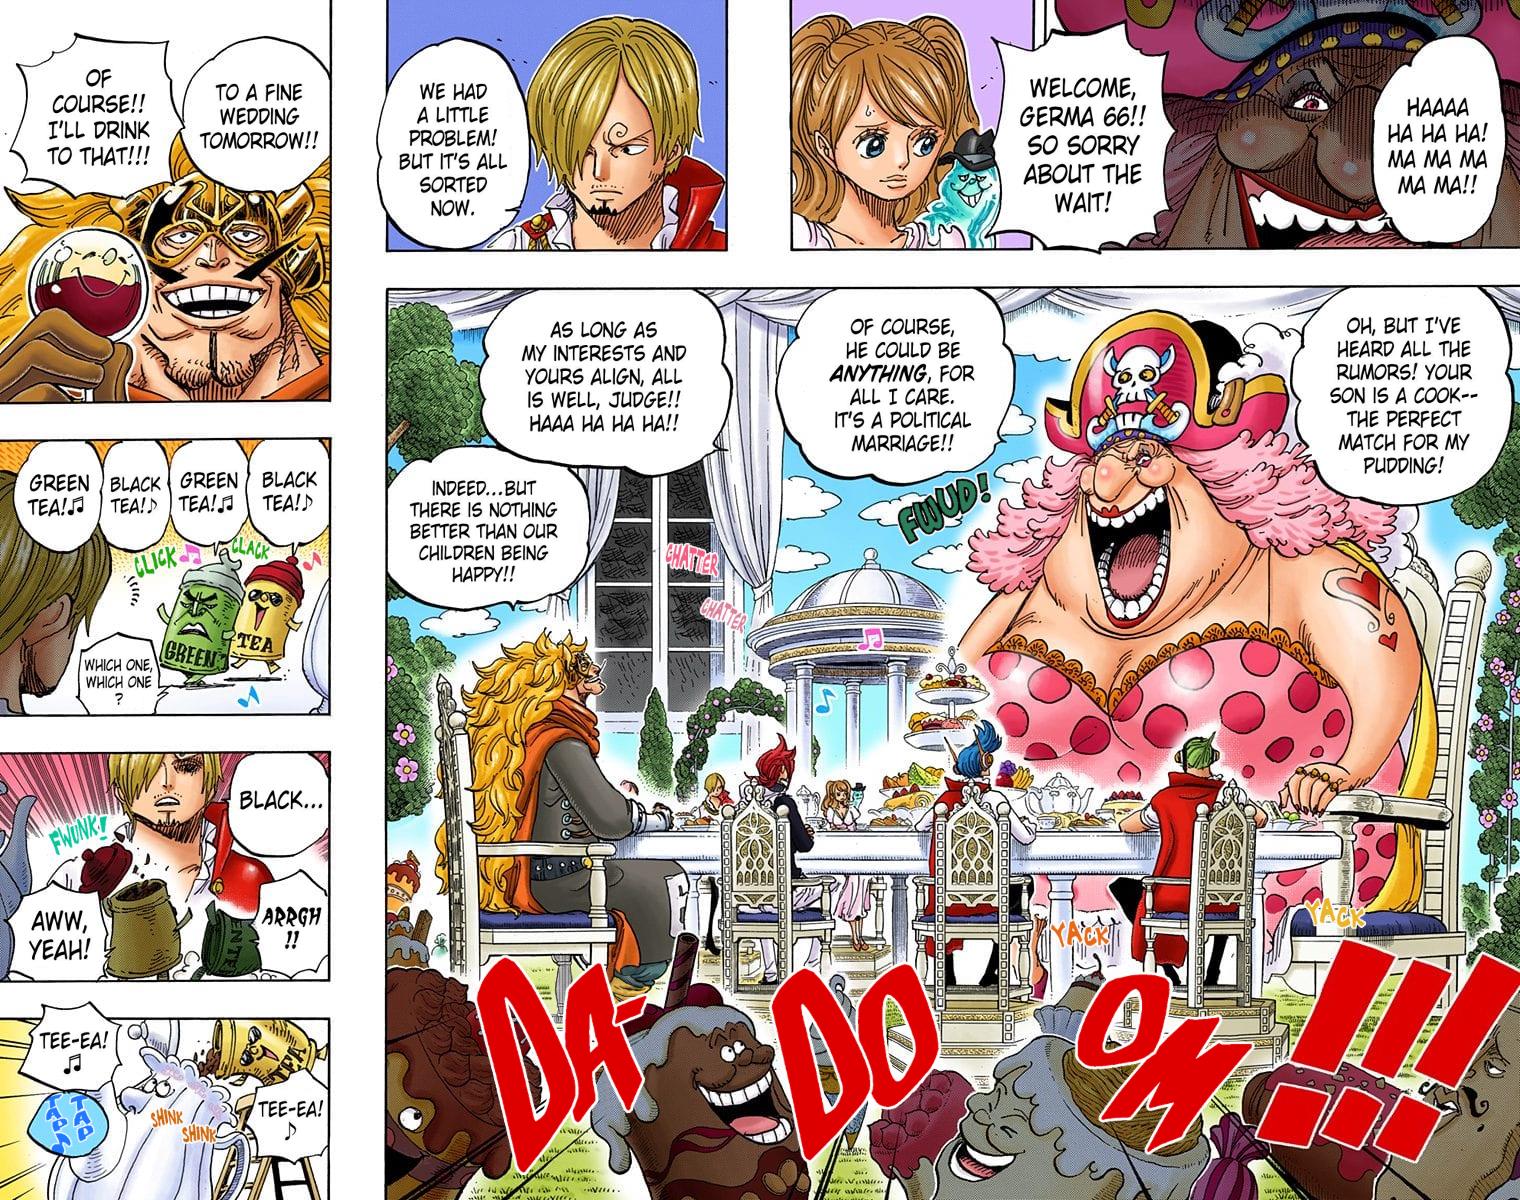 HAAAA
HA HA HA!
MA MA MA
MA MA!!
WELCOME,
GERMA 66!!
SO SORRY
ABOUT THE
WAIT!
WE HAD
A LITTLE
PROBLEM!
BUT IT'S ALL
SORTED
NOW.
OH, BUT I'VE
HEARD ALL THE
RUMORS! YOUR
SON IS A COOK--
THE PERFECT
MATCH FOR MY
PUDDING!
OF COURSE,
HE COULD BE
ANYTHING, FOR
ALL I CARE.
IT'S A POLITICAL
MARRIAGE!!
FWUD!
AS LONG AS
MY INTERESTS AND
YOURS ALIGN, ALL
IS WELL, JUDGE!!
HAAA HA HA HA!!
INDEED...BUT
THERE IS NOTHING
BETTER THAN OUR
CHILDREN BEING
HAPPY!!
CHATTER
CHATTER
YACK
YACK
DA-DOOM!!!
TO A FINE
WEDDING
TOMORROW!!
OF
COURSE!!
I'LL DRINK
TO THAT!!!
BLACK
TEA!♪
GREEN
TEA!♫
BLACK
TEA!♪
GREEN
TEA!♫
CLACK
CLICK
GREEN
TEA
WHICH ONE,
WHICH ONE
?
BLACK...
FWUNK!
ARRGH
!!
AWW,
YEAH!
TEE-EA!
♫
TEA
TEE-EA!
♪
SHINK
SHINK
TAP
TAP